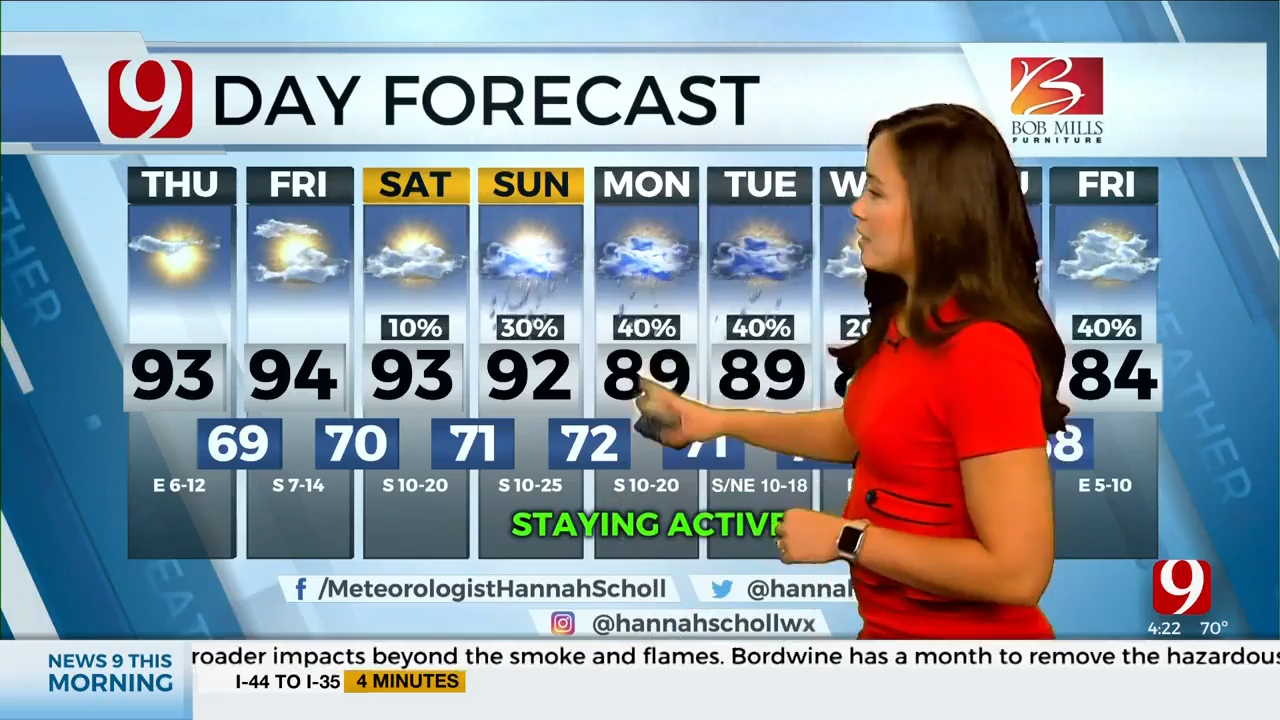 9 DAY FORECAST
B
BOB MILLS
FURNITURE
THU FRI SAT SUN MON TUE FRI
10% 30% 40% 40% 40%
93 94 93 92 89 89 84
69 70 71 72 71
E 6-12 S 7-14 S 10-20 S 10-25 S 10-20 S/NE 10-18 E 5-10
STAYING ACTIVE
f /MeteorologistHannahScholl
@hannahschollwx
9
4:22 70°
NEWS 9 THIS
MORNING
beyond the smoke and flames. Bordwine has a month to remove the hazardous
I-44 TO I-35 4 MINUTES